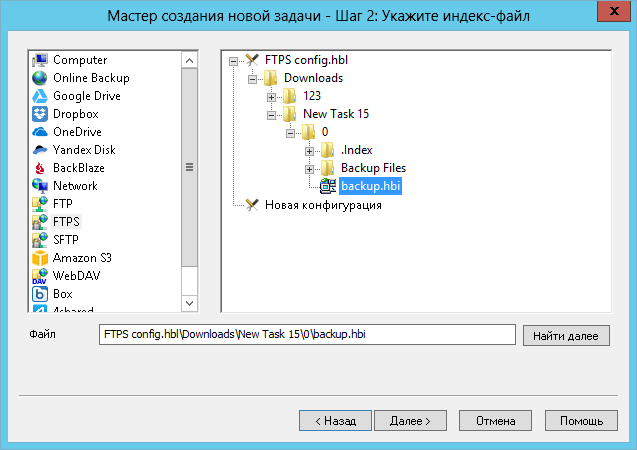 Мастер создания новой задачи - Шаг 2: Укажите индекс-файл
Computer
Online Backup
Google Drive
Dropbox
OneDrive
Yandex Disk
BackBlaze
Network
FTP
FTPS
SFTP
Amazon S3
WebDAV
Box
4shared
FTPS config.hbl
Downloads
123
New Task 15
0
.Index
Backup Files
backup.hbi
Новая конфигурация
Файл
FTPS config.hbl\Downloads\New Task 15\0\backup.hbi
Найти далее
< Назад
Далее >
Отмена
Помощь